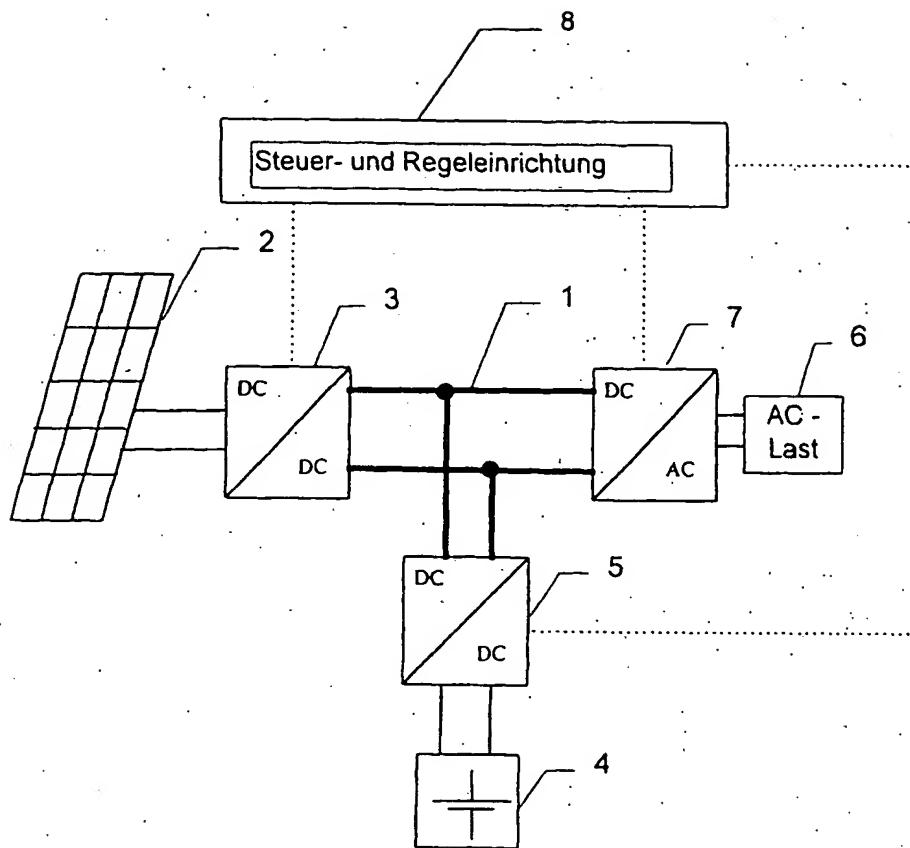 8
Steuer- und Regeleinrichtung
2
3
1
7
6
DC
DC
DC
AC
AC -
Last
DC
DC
5
4